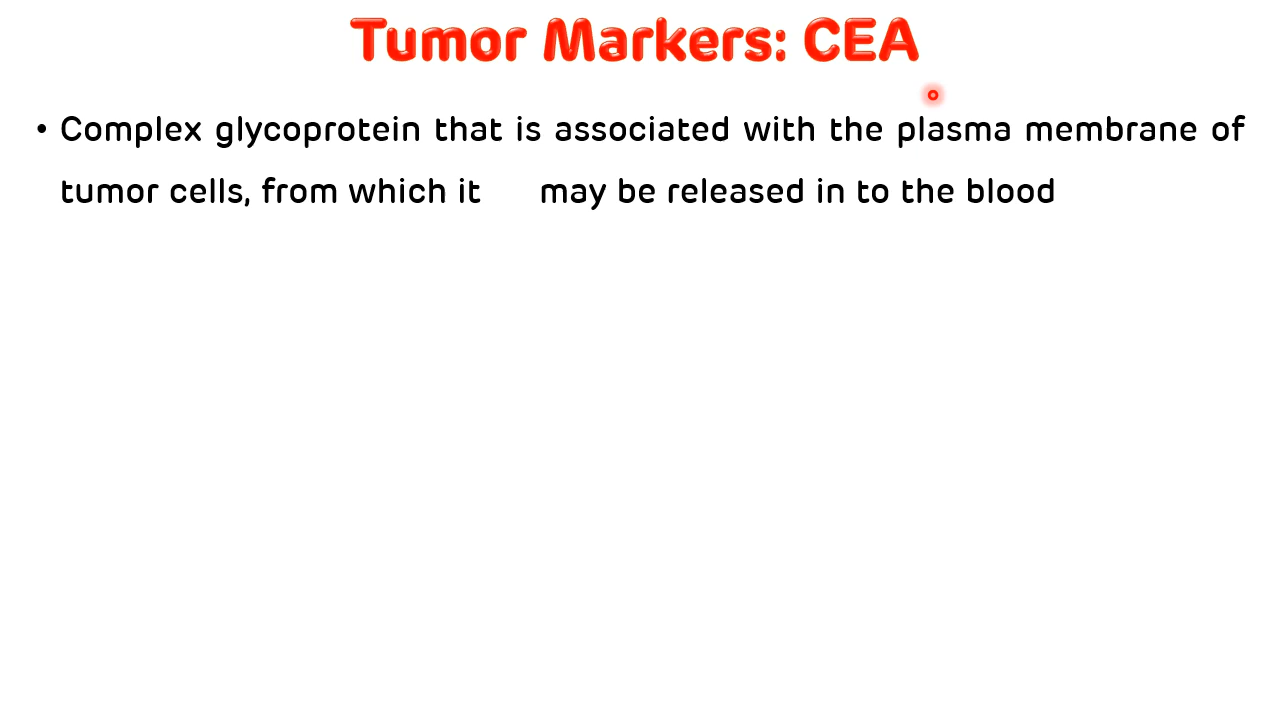 Tumor Markers: CEA
• Complex glycoprotein that is associated with the plasma membrane of
tumor cells, from which it may be released in to the blood